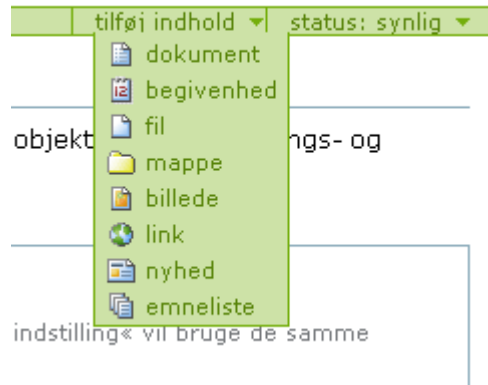 tilføj indhold status: synlig
dokument
begivenhed
fil
objekt ngs- og
mappe
billede
link
nyhed
emneliste
indstilling« vil bruge de samme